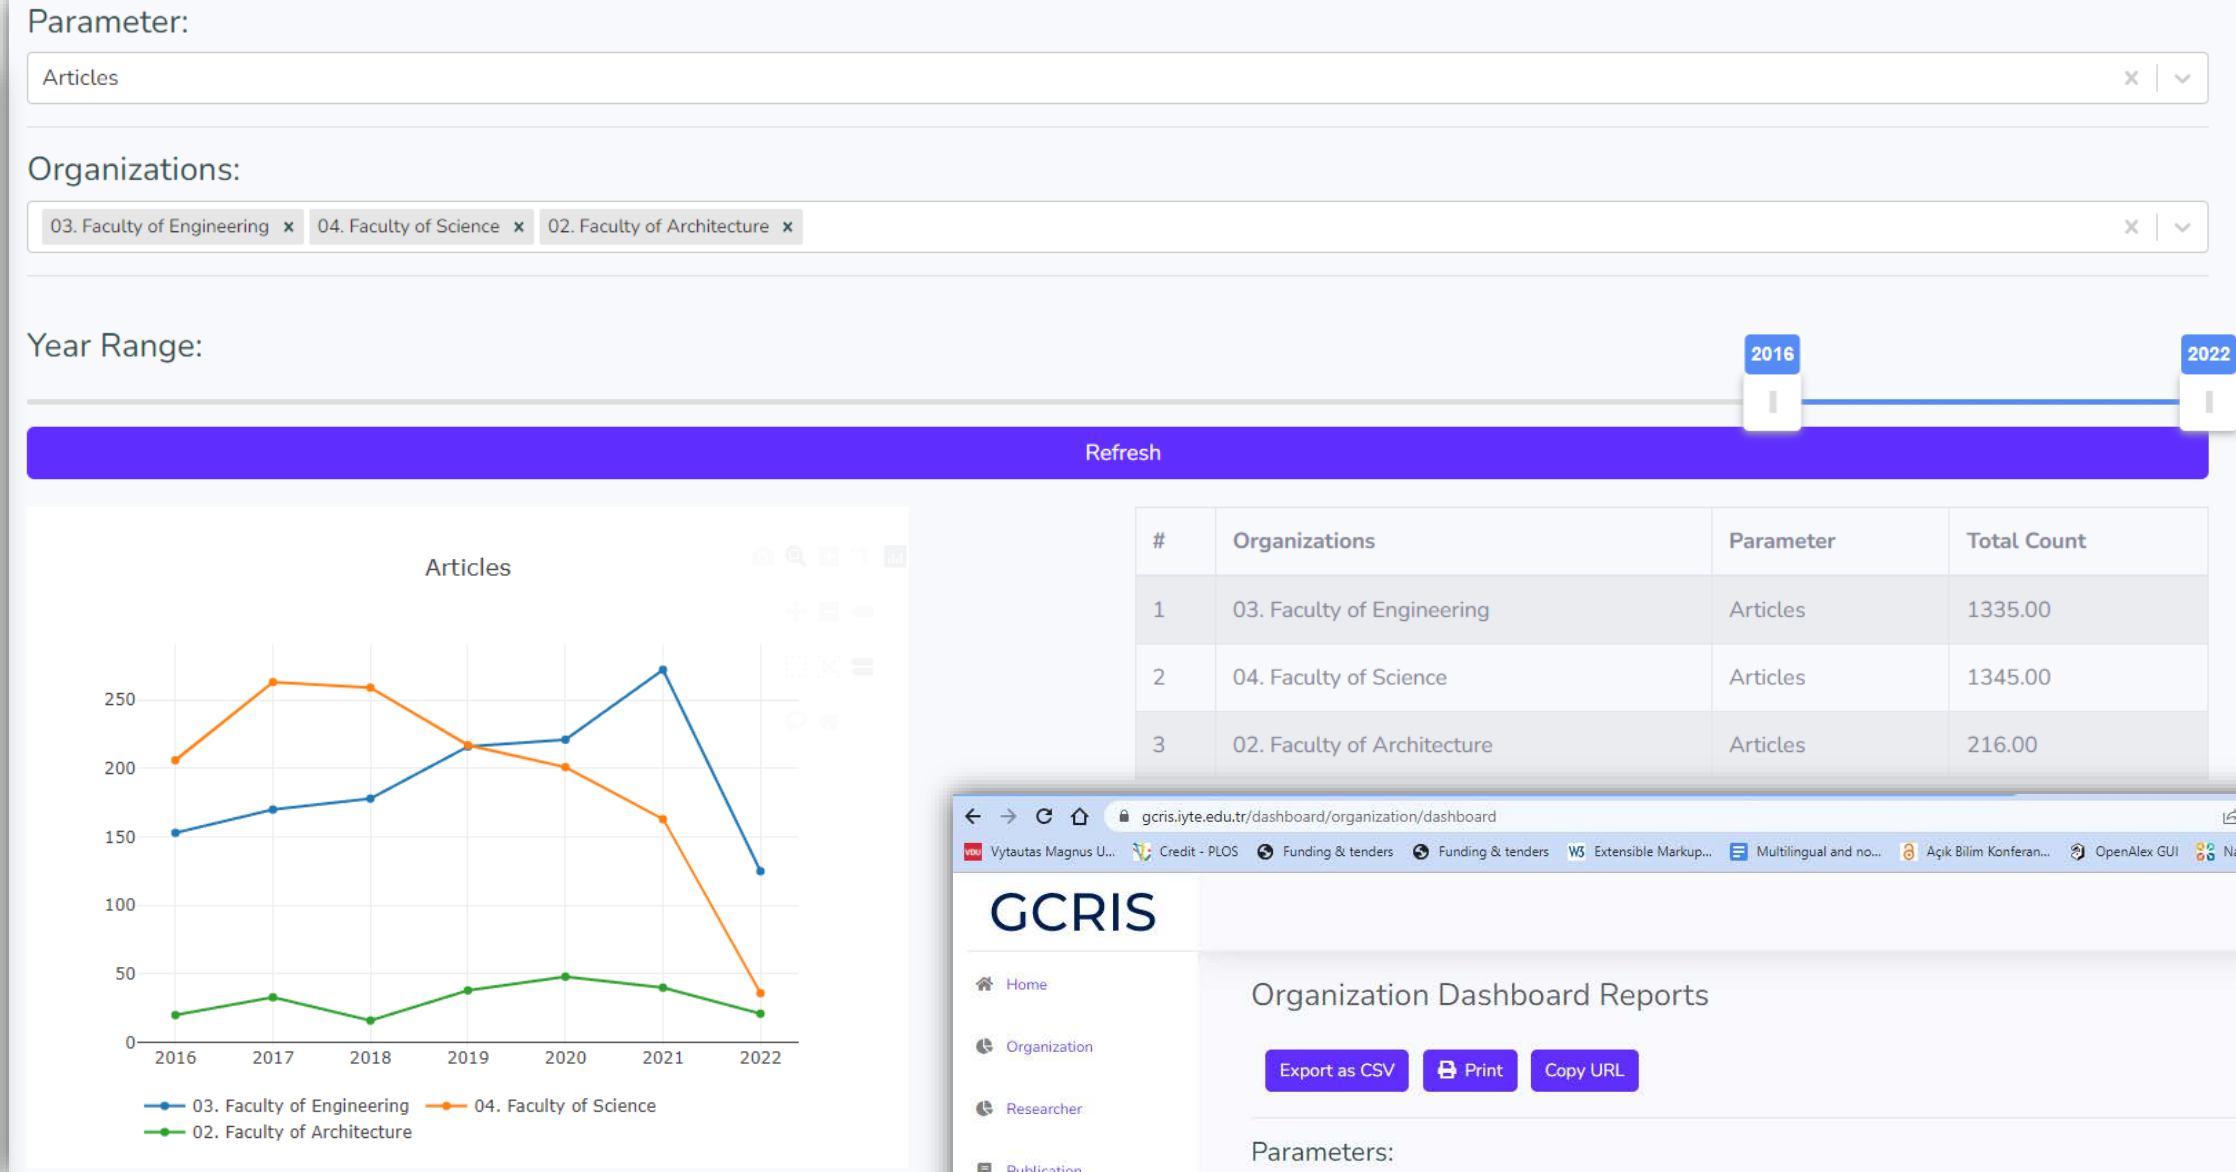 Parameter:
Articles
Organizations:
03. Faculty of Engineering × 04. Faculty of Science × 02. Faculty of Architecture ×
Year Range:
2016
2022
Refresh
Articles
250
200
150
100
50
0
2016 2017 2018 2019 2020 2021 2022
03. Faculty of Engineering 04. Faculty of Science
02. Faculty of Architecture
# Organizations Parameter Total Count
1 03. Faculty of Engineering Articles 1335.00
2 04. Faculty of Science Articles 1345.00
3 02. Faculty of Architecture Articles 216.00
gcris.iyte.edu.tr/dashboard/organization/dashboard
VDU Vytautas Magnus U... Credit - PLOS Funding & tenders Funding & tenders W3 Extensible Markup... Multilingual and no... Açık Bilim Konferan... OpenAlex GUI Na
GCRIS
Home
Organization
Researcher
Publication
Organization Dashboard Reports
Export as CSV Print Copy URL
Parameters: